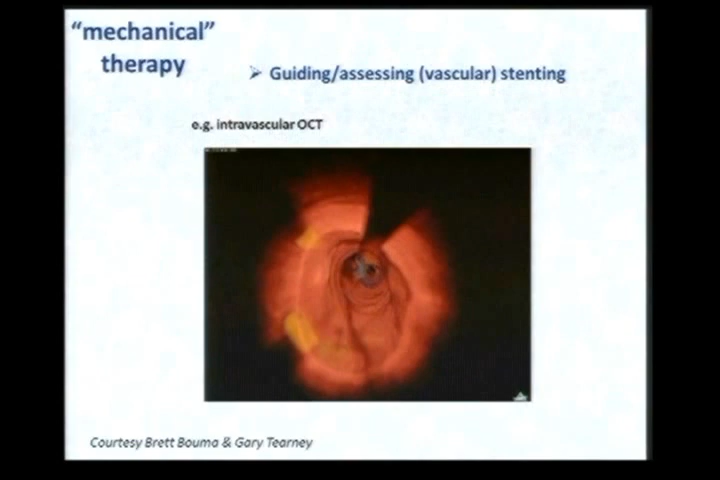 “mechanical”
therapy
➢ Guiding/assessing (vascular) stenting
e.g. intravascular OCT
Courtesy Brett Bouma & Gary Tearney